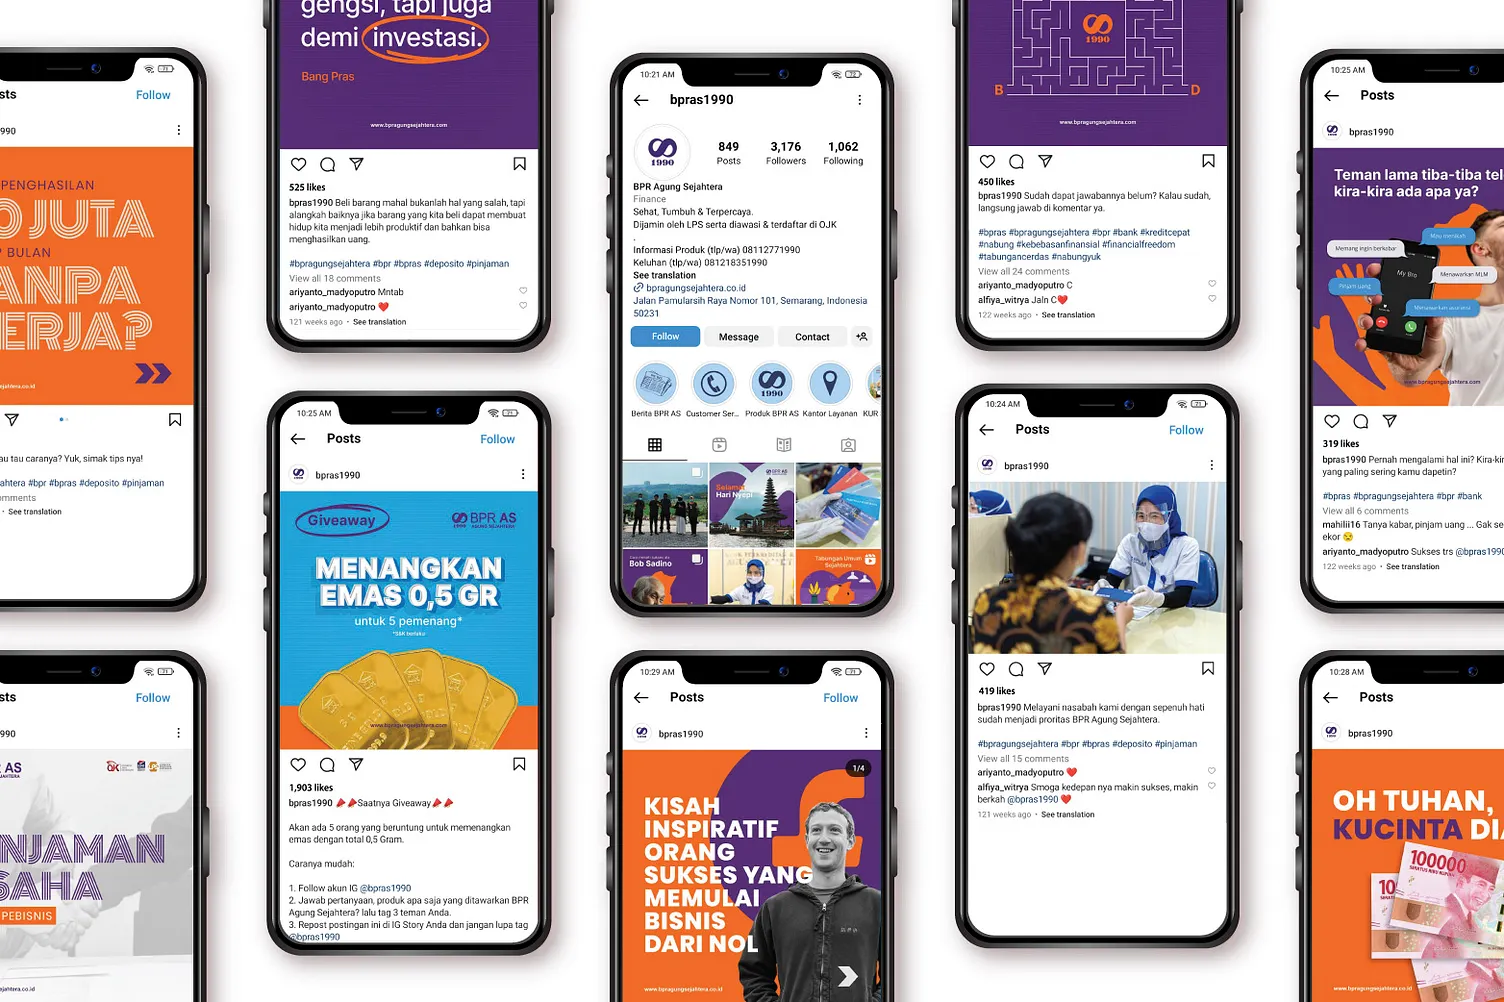 sts
Follow
990
PENGHASILAN
0 JUTA
BULAN
ANPA
ERJA?
sejahtera.co.id
au tau caranya? Yuk, simak tips nya!
ahtera #bpr #bpras #deposito #pinjaman
omments
• See translation
sts
Follow
990
AS
NJAMAN
SAHA
PEBISNIS
gengsi, tapi juga
demi investasi.
Bang Pras
www.bpragungsejahtera.com
525 likes
bpras1990 Beli barang mahal bukanlah hal yang salah, tapi
alangkah baiknya jika barang yang kita beli dapat membuat
hidup kita menjadi lebih produktif dan bahkan bisa
menghasilkan uang.
#bpragungsejahtera #bpr #bpras #deposito #pinjaman
View all 18 comments
ariyanto_madyoputro Mntab
ariyanto_madyoputro ❤️
121 weeks ago • See translation
10:25 AM
71
Posts
Follow
bpras1990
Giveaway
1990
BPR AS
AGUNG SEJAHTERA
MENANGKAN
EMAS 0,5 GR
untuk 5 pemenang*
*S&K berlaku
www.bpragungsejahtera.com
1,903 likes
bpras1990 Saatnya Giveaway
Akan ada 5 orang yang beruntung untuk memenangkan
emas dengan total 0,5 Gram.
Caranya mudah:
1. Follow akun IG @bpras1990
2. Jawab pertanyaan, produk apa saja yang ditawarkan BPR
Agung Sejahtera? lalu tag 3 teman Anda.
3. Repost postingan ini di IG Story Anda dan jangan lupa tag
@bpras1990
10:21 AM
72
bpras1990
1990
849
3,176
1,062
Posts
Followers
Following
BPR Agung Sejahtera
Finance
Sehat, Tumbuh & Terpercaya.
Dijamin oleh LPS serta diawasi & terdaftar di OJK
.
Informasi Produk (tlp/wa) 08112771990
Keluhan (tlp/wa) 081218351990
See translation
bpragungsejahtera.co.id
Jalan Pamularsih Raya Nomor 101, Semarang, Indonesia
50231
Follow
Message
Contact
Berita BPR AS
Customer Ser...
Produk BPR AS
Kantor Layanan
KUR
Selamat
Hari Nyepi
BPR AS
Bob Sadino
Tabungan Umum
Sejahtera
10:29 AM
71
Posts
Follow
bpras1990
1/4
KISAH
INSPIRATIF
ORANG
SUKSES YANG
MEMULAI
BISNIS
DARI NOL
www.bpragungsejahtera.co.id
1990
B
D
www.bpragungsejahtera.com
450 likes
bpras1990 Sudah dapat jawabannya belum? Kalau sudah,
langsung jawab di komentar ya.
#bpras #bpragungsejahtera #bpr #bank #kreditcepat
#nabung #kebebasanfinansial #financialfreedom
#tabungancerdas #nabungyuk
View all 24 comments
ariyanto_madyoputro C
alfiya_witrya Jaln C❤️
122 weeks ago • See translation
10:24 AM
71
Posts
Follow
bpras1990
419 likes
bpras1990 Melayani nasabah kami dengan sepenuh hati
sudah menjadi proritas BPR Agung Sejahtera.
#bpragungsejahtera #bpr #bpras #deposito #pinjaman
View all 15 comments
ariyanto_madyoputro ❤️
alfiya_witrya Smoga kedepan nya makin sukses, makin
berkah @bpras1990 ❤️
121 weeks ago • See translation
10:25 AM
Posts
bpras1990
Teman lama tiba-tiba tele
kira-kira ada apa ya?
Mau menikah
Memang ingin berkabar
My Bro
Menawarkan MLM
Pinjam uang
Menawarkan asuransi
www.bpragungsejahtera.com
319 likes
bpras1990 Pernah mengalami hal ini? Kira-kir
yang paling sering kamu dapetin?
#bpras #bpragungsejahtera #bpr #bank
View all 6 comments
mahilii16 Tanya kabar, pinjam uang ... Gak se
ekor 😒
ariyanto_madyoputro Sukses trs @bpras1990
122 weeks ago • See translation
10:28 AM
Posts
bpras1990
OH TUHAN,
KUCINTA DIA
100000
www.bpragungsejahtera.co.id